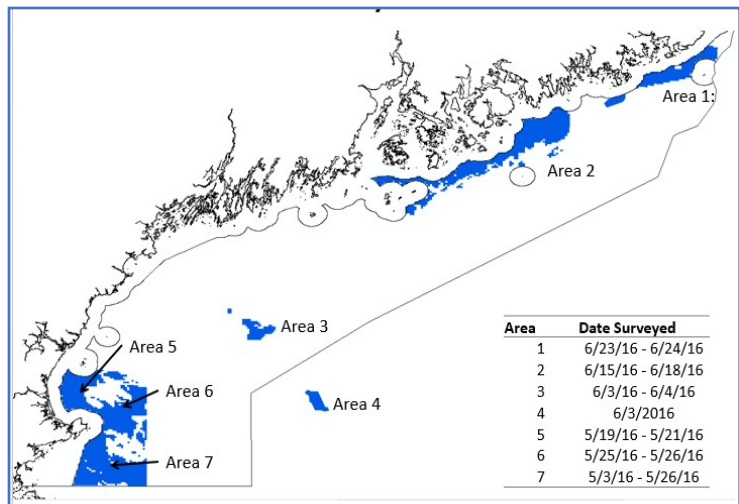 Area 1:
Area 2
Area 3
Area 4
Area 5
Area 6
Area 7
Area Date Surveyed
1 6/23/16 - 6/24/16
2 6/15/16 - 6/18/16
3 6/3/16 - 6/4/16
4 6/3/2016
5 5/19/16 - 5/21/16
6 5/25/16 - 5/26/16
7 5/3/16 - 5/26/16